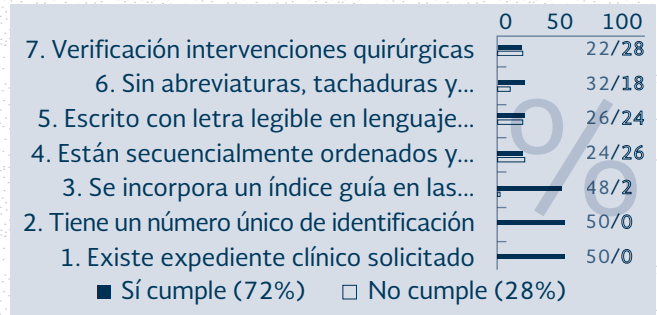 0 50 100
7. Verificación intervenciones quirúrgicas 22/28
6. Sin abreviaturas, tachaduras y... 32/18
5. Escrito con letra legible en lenguaje... 26/24
4. Están secuencialmente ordenados y... 24/26
3. Se incorpora un índice guía en las... 48/2
2. Tiene un número único de identificación 50/0
1. Existe expediente clínico solicitado 50/0
Sí cumple (72%) No cumple (28%)
%